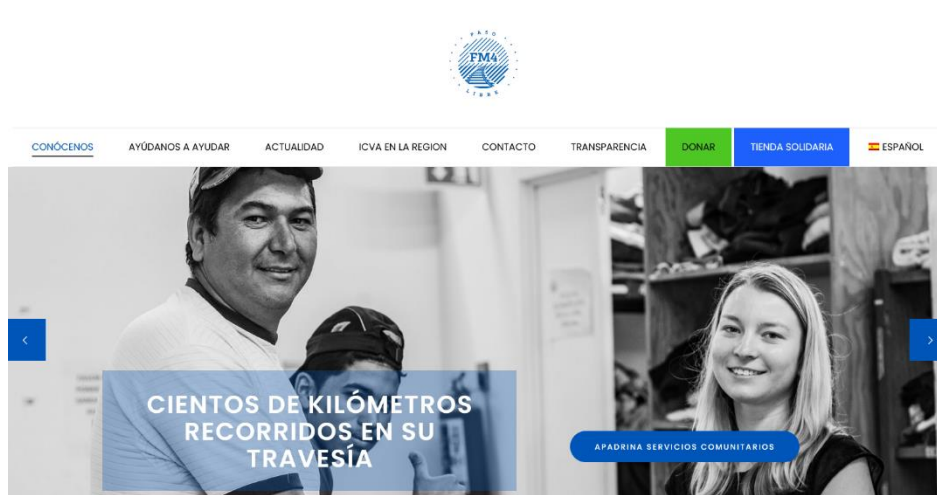 PASO
FM4
LIBRE
CONÓCENOS AYÚDANOS A AYUDAR ACTUALIDAD ICVA EN LA REGION CONTACTO TRANSPARENCIA DONAR TIENDA SOLIDARIA ESPAÑOL
CIENTOS DE KILÓMETROS
RECORRIDOS EN SU
TRAVESÍA
APADRINA SERVICIOS COMUNITARIOS